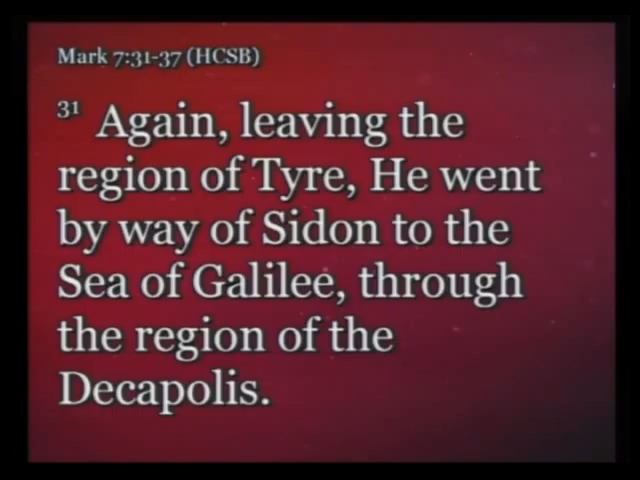 Mark 7:31-37 (HCSB)
31 Again, leaving the
region of Tyre, He went
by way of Sidon to the
Sea of Galilee, through
the region of the
Decapolis.